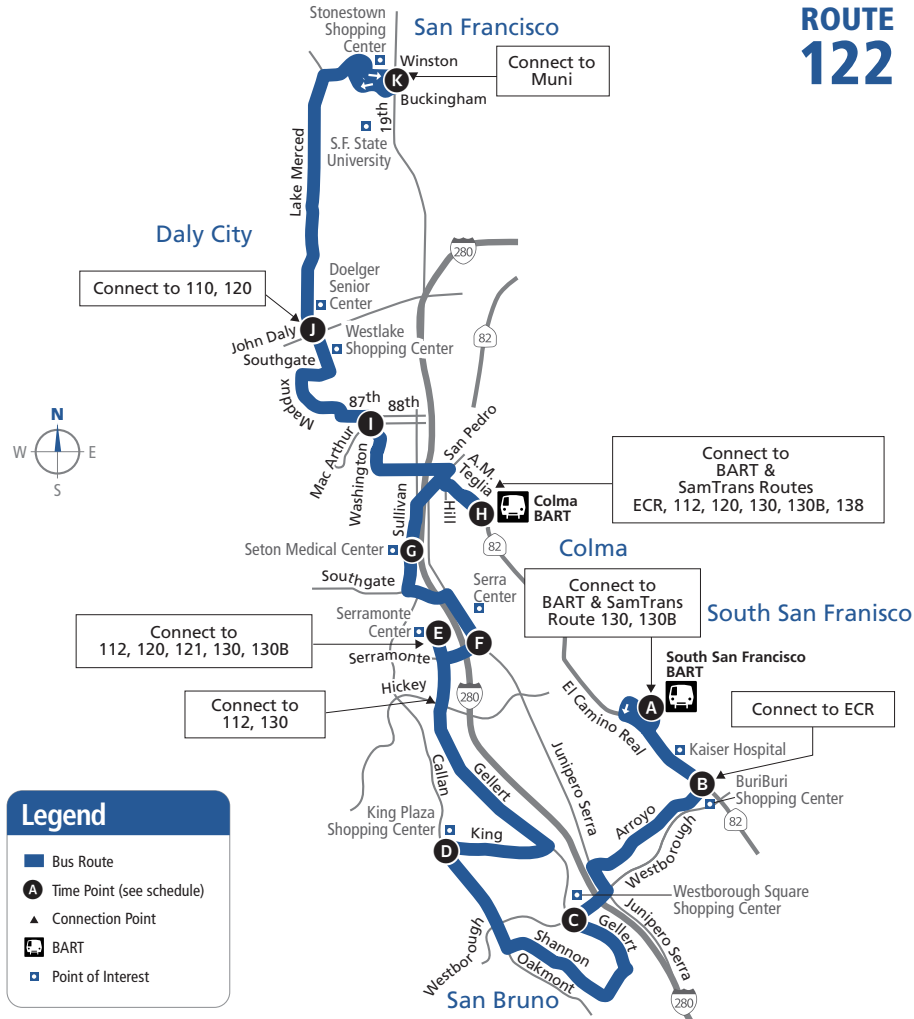 ROUTE
122
Stonestown
Shopping
Center
San Francisco
Winston
K
Buckingham
Connect to
Muni
19th
S.F. State
University
Lake Merced
Daly City
280
Connect to 110, 120
Doelger
Senior
Center
J
John Daly
Westlake
Shopping Center
82
Southgate
Maddux
87th
88th
I
N
W
E
S
Mac Arthur
Washington
San Pedro
A.M.
Teglia
Connect to
BART &
SamTrans Routes
ECR, 112, 120, 130, 130B, 138
Sullivan
Hill
H
Colma
BART
82
Seton Medical Center
G
Colma
Southgate
Serra
Center
Connect to
BART & SamTrans
Route 130, 130B
South San Franisco
Connect to
112, 120, 121, 130, 130B
Serramonte
Center
E
F
Serramonte
South San Francisco
BART
Hickey
280
A
El Camino Real
Connect to
112, 130
Connect to ECR
Kaiser Hospital
Callan
Gellert
Junipero Serra
B
BuriBuri
Shopping Center
82
Arroyo
Westborough
King Plaza
Shopping Center
King
D
Westborough Square
Shopping Center
C
Gellert
Junipero Serra
Westborough
Shannon
Oakmont
San Bruno
280
Legend
Bus Route
A Time Point (see schedule)
Connection Point
BART
Point of Interest